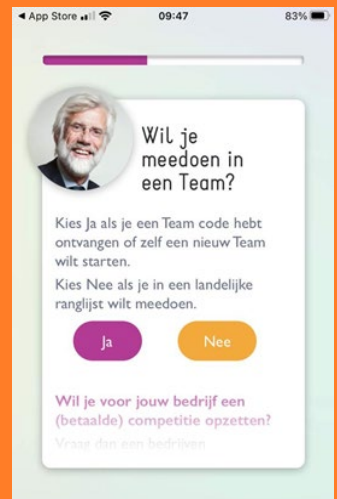 App Store 09:47 83%
Wil je
meedoen in
een Team?
Kies Ja als je een Team code hebt
ontvangen of zelf een nieuw Team
wilt starten.
Kies Nee als je in een landelijke
ranglijst wilt meedoen.
Ja Nee
Wil je voor jouw bedrijf een
(betaalde) competitie opzetten?
Vraag dan een bedrijven